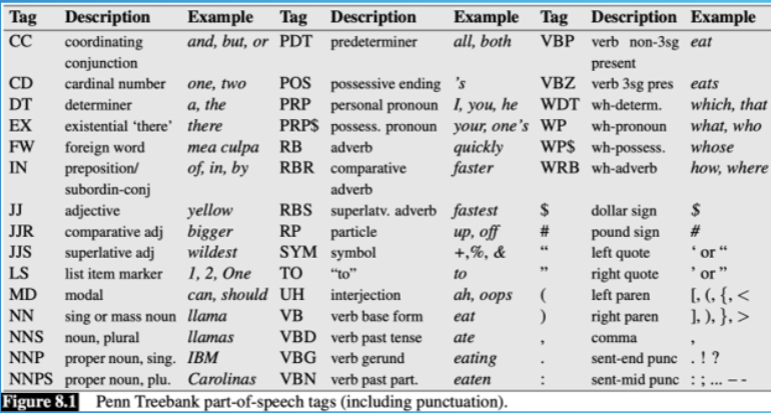 Tag Description Example Tag Description Example Tag Description Example
CC coordinating and, but, or PDT predeterminer all, both VBP verb non-3sg eat
conjunction present
CD cardinal number one, two POS possessive ending 's VBZ verb 3sg pres eats
DT determiner a, the PRP personal pronoun I, you, he WDT wh-determ. which, that
EX existential ‘there’ there PRP$ possess. pronoun your, one's WP wh-pronoun what, who
FW foreign word mea culpa RB adverb quickly WP$ wh-possess. whose
IN preposition/ of, in, by RBR comparative faster WRB wh-adverb how, where
subordin-conj adverb
JJ adjective yellow RBS superlatv. adverb fastest $ dollar sign $
JJR comparative adj bigger RP particle up, off # pound sign #
JJS superlative adj wildest SYM symbol +,%, & “ left quote ‘ or “
LS list item marker 1, 2, One TO “to” to ” right quote ’ or ”
MD modal can, should UH interjection ah, oops ( left paren [, (, {, <
NN sing or mass noun llama VB verb base form eat ) right paren ], ), }, >
NNS noun, plural llamas VBD verb past tense ate , comma ,
NNP proper noun, sing. IBM VBG verb gerund eating . sent-end punc . ! ?
NNPS proper noun, plu. Carolinas VBN verb past part. eaten : sent-mid punc : ; ... – -
Figure 8.1 Penn Treebank part-of-speech tags (including punctuation).